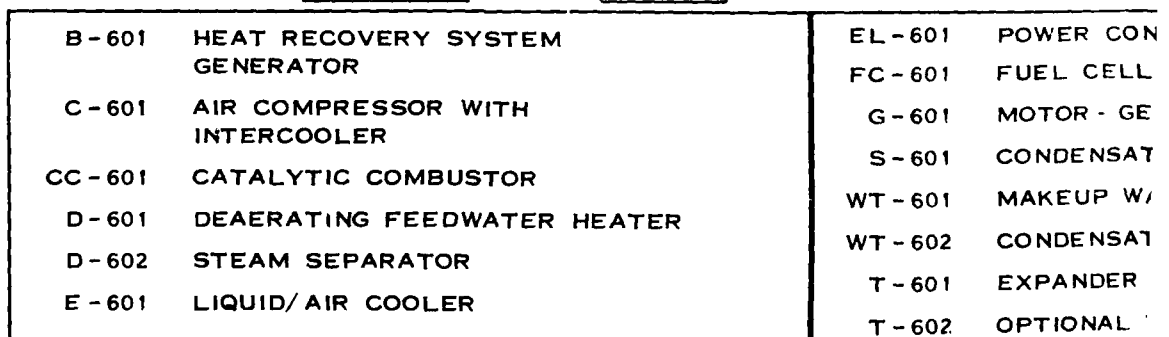 B-601 HEAT RECOVERY SYSTEM
GENERATOR
C-601 AIR COMPRESSOR WITH
INTERCOOLER
CC-601 CATALYTIC COMBUSTOR
D-601 DEAERATING FEEDWATER HEATER
D-602 STEAM SEPARATOR
E-601 LIQUID/AIR COOLER
EL-601 POWER CON
FC-601 FUEL CELL
G-601 MOTOR - GE
S-601 CONDENSAT
WT-601 MAKEUP
WT-602 CONDENSAT
T-601 EXPANDER
T-602 OPTIONAL